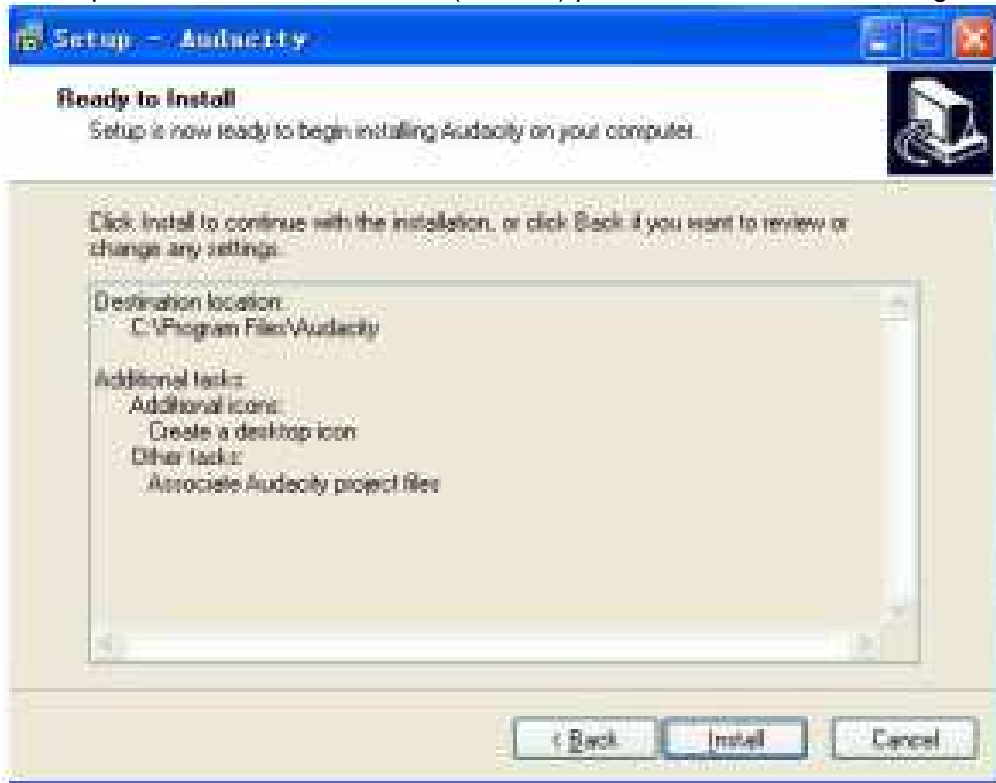 Setup - Audacity
Ready to Install
Setup is now ready to begin installing Audacity on your computer.
Click Install to continue with the installation, or click Back if you want to review or
change any settings.
Destination location:
C:\Program Files\Audacity
Additional tasks:
Additional icons:
Create a desktop icon
Other tasks:
Associate Audacity project files
< Back
Install
Cancel